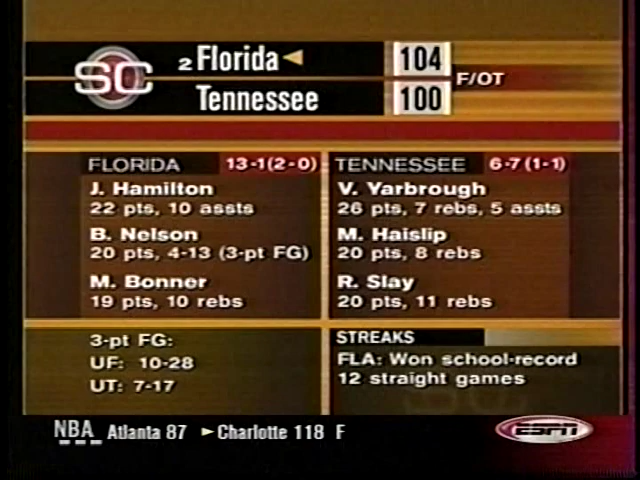 SC
2 Florida 104
Tennessee 100
F/OT
FLORIDA 13-1(2-0)
J. Hamilton
22 pts, 10 assts
B. Nelson
20 pts, 4-13 (3-pt FG)
M. Bonner
19 pts, 10 rebs
TENNESSEE 6-7(1-1)
V. Yarbrough
26 pts, 7 rebs, 5 assts
M. Haislip
20 pts, 8 rebs
R. Slay
20 pts, 11 rebs
3-pt FG:
UF: 10-28
UT: 7-17
STREAKS
FLA: Won school-record
12 straight games
NBA Atlanta 87 Charlotte 118 F
ESPN